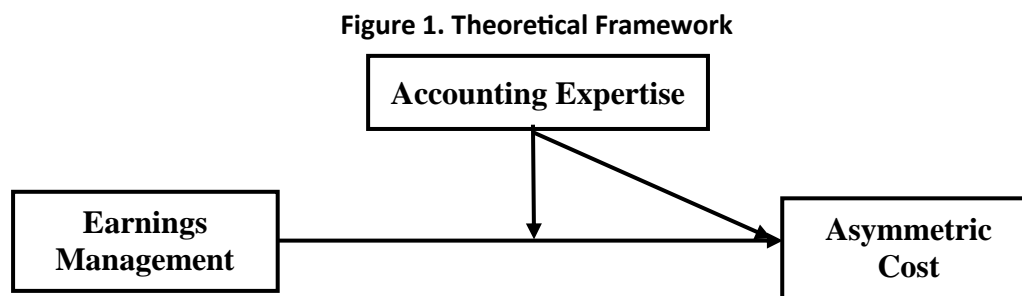 Figure 1. Theoretical Framework
Accounting Expertise
Earnings
Management
Asymmetric
Cost